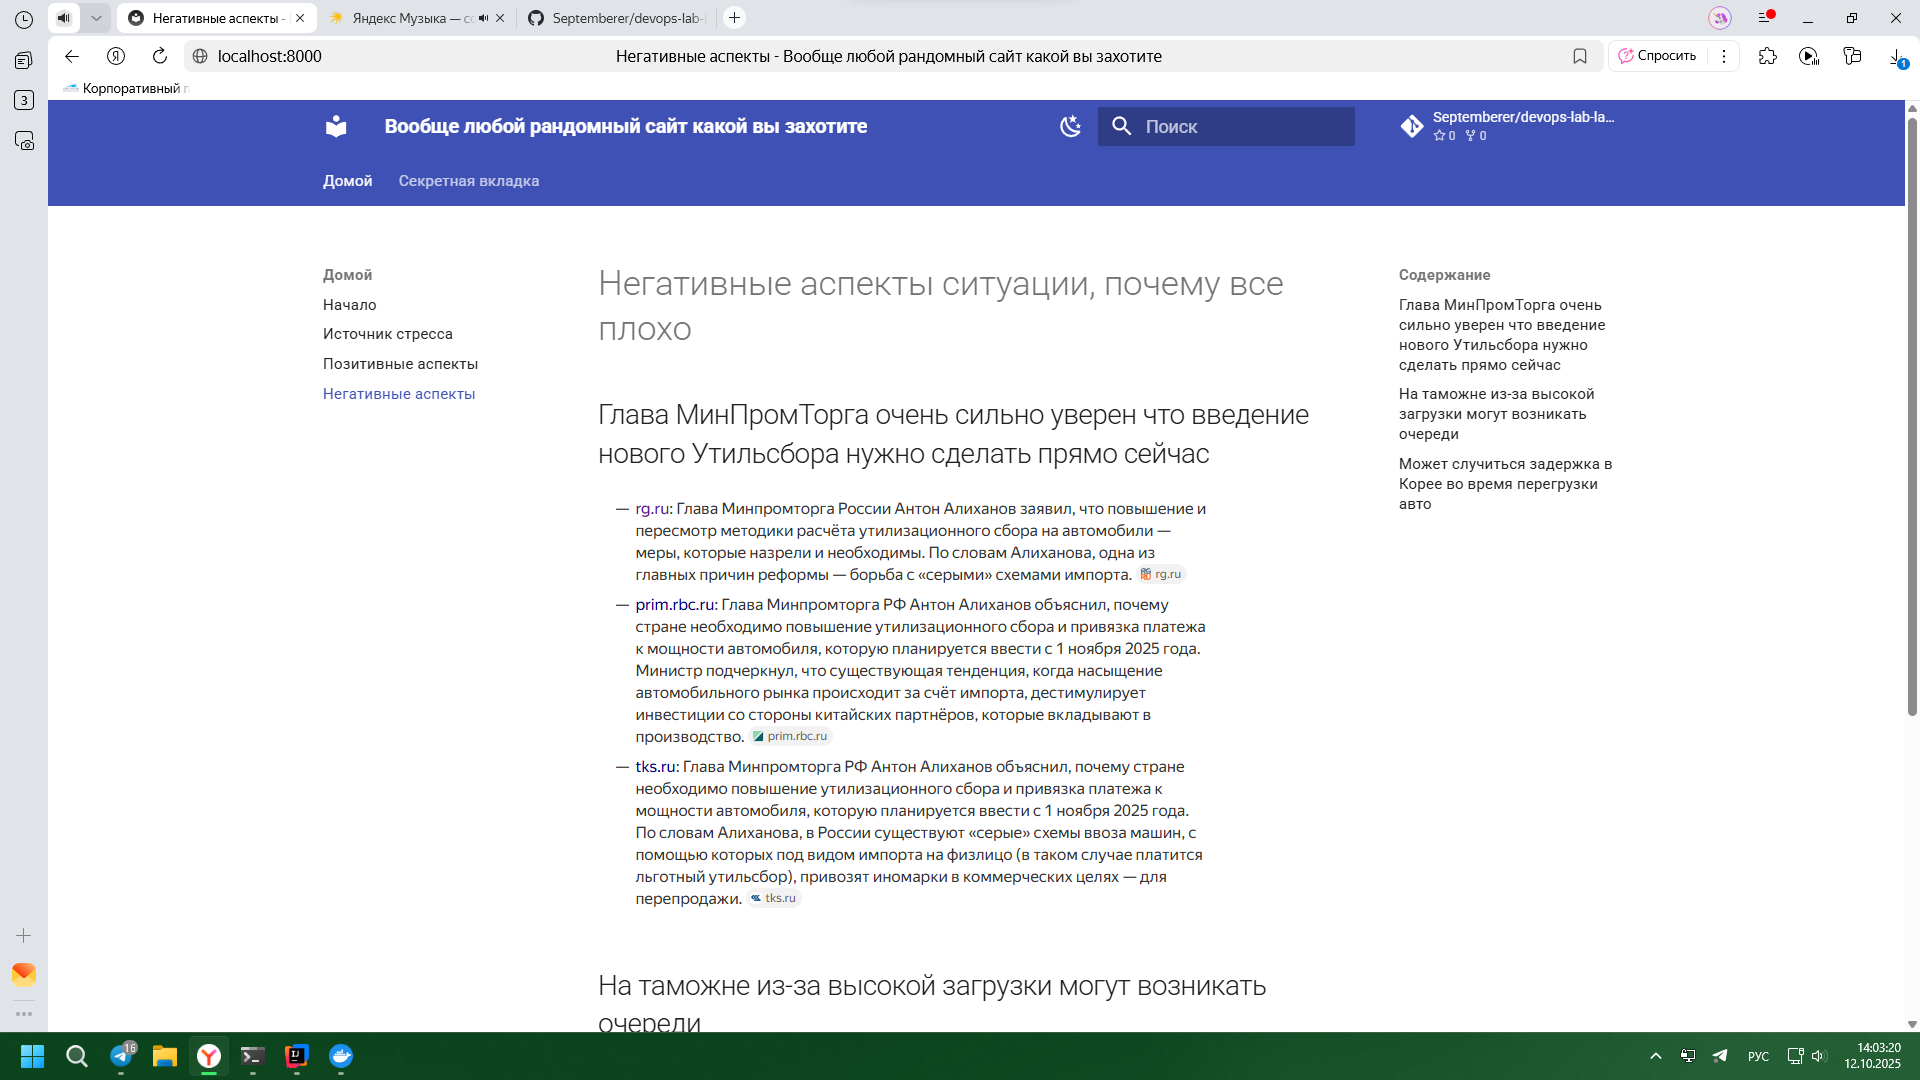 Негативные аспекты -
Яндекс Музыка — со
Septemberer/devops-lab-
localhost:8000
Негативные аспекты - Вообще любой рандомный сайт какой вы захотите
Спросить
1
Корпоративный п
3
Вообще любой рандомный сайт какой вы захотите
Поиск
Septemberer/devops-lab-la...
0 0
Домой
Секретная вкладка
Домой
Начало
Источник стресса
Позитивные аспекты
Негативные аспекты
Негативные аспекты ситуации, почему все
плохо
Глава МинПромТорга очень сильно уверен что введение
нового Утильсбора нужно сделать прямо сейчас
— rg.ru: Глава Минпромторга России Антон Алиханов заявил, что повышение и
пересмотр методики расчёта утилизационного сбора на автомобили —
меры, которые назрели и необходимы. По словам Алиханова, одна из
главных причин реформы — борьба с «серыми» схемами импорта. rg.ru
— prim.rbc.ru: Глава Минпромторга РФ Антон Алиханов объяснил, почему
стране необходимо повышение утилизационного сбора и привязка платежа
к мощности автомобиля, которую планируется ввести с 1 ноября 2025 года.
Министр подчеркнул, что существующая тенденция, когда насыщение
автомобильного рынка происходит за счёт импорта, дестимулирует
инвестиции со стороны китайских партнёров, которые вкладывают в
производство. prim.rbc.ru
— tks.ru: Глава Минпромторга РФ Антон Алиханов объяснил, почему стране
необходимо повышение утилизационного сбора и привязка платежа к
мощности автомобиля, которую планируется ввести с 1 ноября 2025 года.
По словам Алиханова, в России существуют «серые» схемы ввоза машин, с
помощью которых под видом импорта на физлицо (в таком случае платится
льготный утильсбор), привозят иномарки в коммерческих целях — для
перепродажи. tks.ru
На таможне из-за высокой загрузки могут возникать
очереди
Содержание
Глава МинПромТорга очень
сильно уверен что введение
нового Утильсбора нужно
сделать прямо сейчас
На таможне из-за высокой
загрузки могут возникать
очереди
Может случиться задержка в
Корее во время перегрузки
авто
16
РУС
14:03:20
12.10.2025